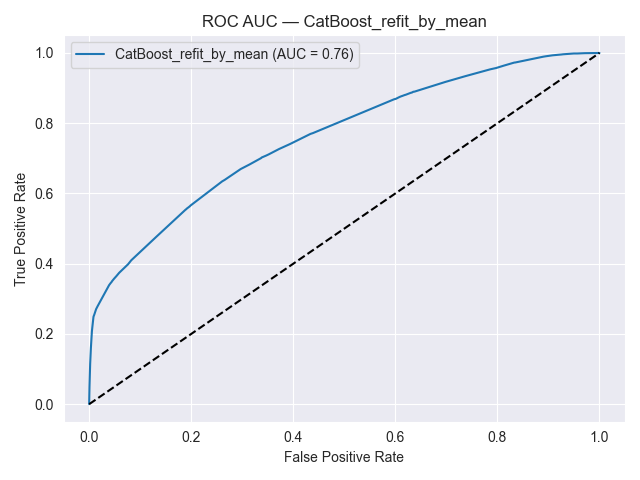 ROC AUC — CatBoost_refit_by_mean
CatBoost_refit_by_mean (AUC = 0.76)
1.0
0.8
0.6
0.4
0.2
0.0
True Positive Rate
0.0 0.2 0.4 0.6 0.8 1.0
False Positive Rate